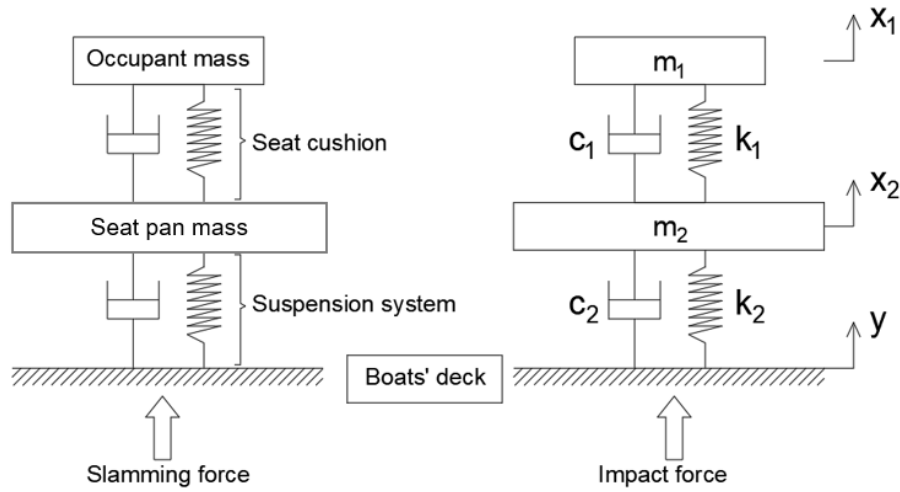 Occupant mass
Seat cushion
Seat pan mass
Suspension system
Slamming force
Boats' deck
x₁
m₁
c₁
k₁
x₂
m₂
c₂
k₂
y
Impact force